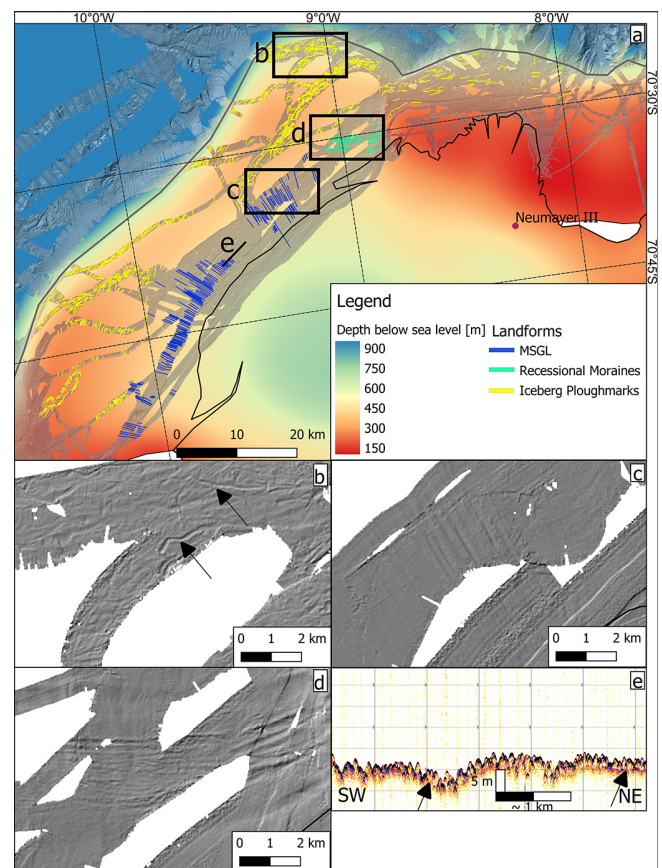 10°0'W 9°0'W 8°0'W
a
b
70°30'S
d
c
Neumayer III
e
70°45'S
Legend
Depth below sea level [m]
900
750
600
450
300
150
Landforms
MSGL
Recessional Moraines
Iceberg Ploughmarks
0 10 20 km
b
0 1 2 km
c
0 1 2 km
d
0 1 2 km
e
5 m
SW
~ 1 km
NE